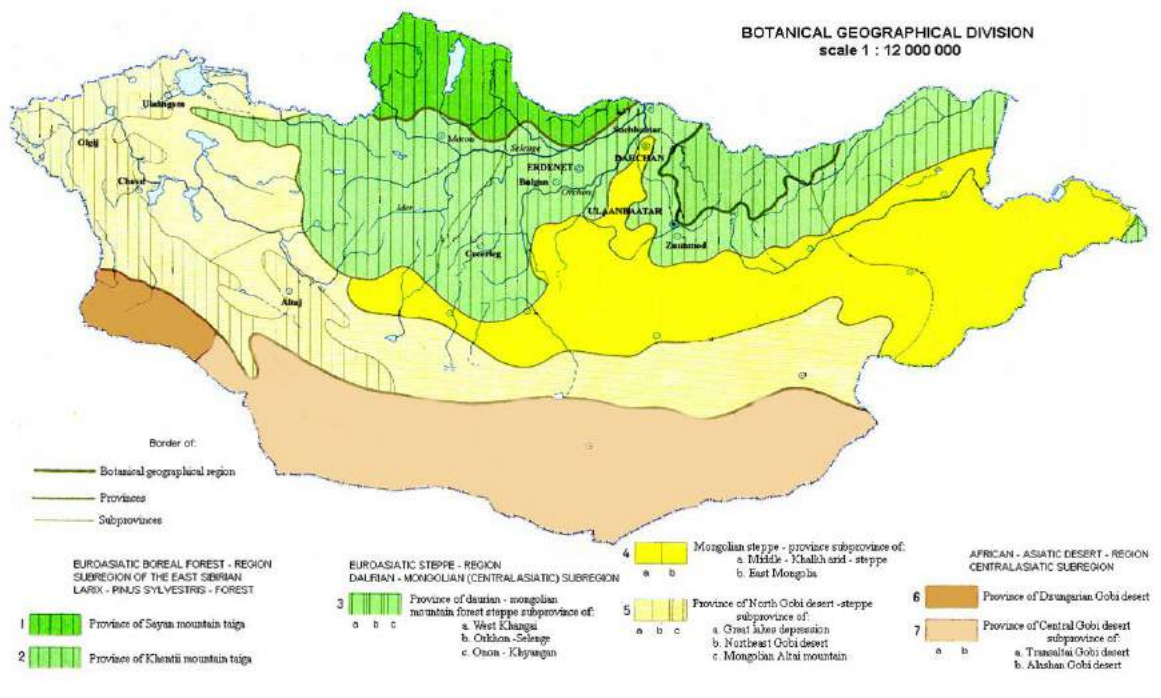 BOTANICAL GEOGRAPHICAL DIVISION
scale 1 : 12 000 000
Ulaangom
Olgij
Chovd
Altaj
Moron
Selenge
ERDENET
Bulgan
Orchon
Ider
Cecerleg
Suchbaatar
DARCHAN
ULAANBAATAR
Zuunmod
Border of:
Botanical geographical region
Provinces
Subprovinces
EUROASIATIC BOREAL FOREST - REGION
SUBREGION OF THE EAST SIBIRIAN
LARIX - PINUS SYLVESTRIS - FOREST
1 Province of Sayan mountain taiga
2 Province of Khentii mountain taiga
EUROASIATIC STEPPE - REGION
DAURIAN - MONGOLIAN (CENTRALASIATIC) SUBREGION
3 Province of daurian - mongolian
mountain forest steppe subprovince of:
a b c
a. West Khangai
b. Orkhon -Selenge
c. Onon - Khyangan
4 Mongolian steppe - province subprovince of:
a b
a. Middle - Khalkh arid - steppe
b. East Mongolia
5 Province of North Gobi desert -steppe
subprovince of:
a b c
a. Great lakes depression
b. Northeast Gobi desert
c. Mongolian Altai mountain
AFRICAN - ASIATIC DESERT - REGION
CENTRALASIATIC SUBREGION
6 Province of Dzungarian Gobi desert
7 Province of Central Gobi desert
subprovince of:
a b
a. Transaltai Gobi desert
b. Alashan Gobi desert